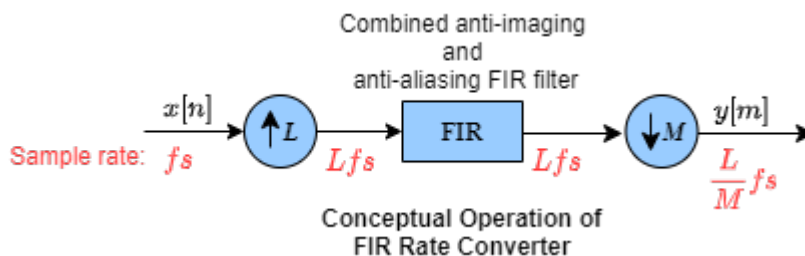 Combined anti-imaging
and
anti-aliasing FIR filter
x[n]
↑L
FIR
↓M
y[m]
Sample rate: fs
Lfs
Lfs
L/M fs
Conceptual Operation of
FIR Rate Converter